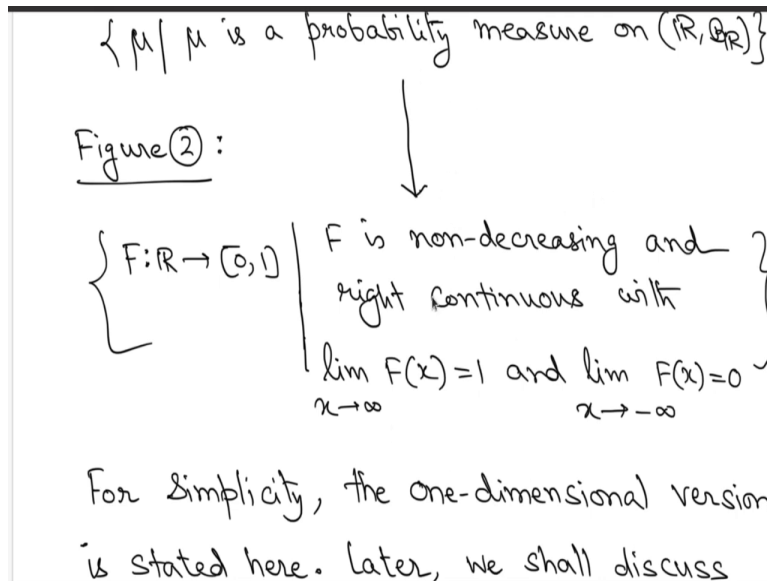 { μ | μ is a probability measure on (ℝ, 𝔅_ℝ)}
Figure ②:
{ F: ℝ → [0,1] | F is non-decreasing and
right continuous with
lim F(x) = 1 and lim F(x) = 0 }
x→∞ x→-∞
For simplicity, the one-dimensional version
is stated here. Later, we shall discuss